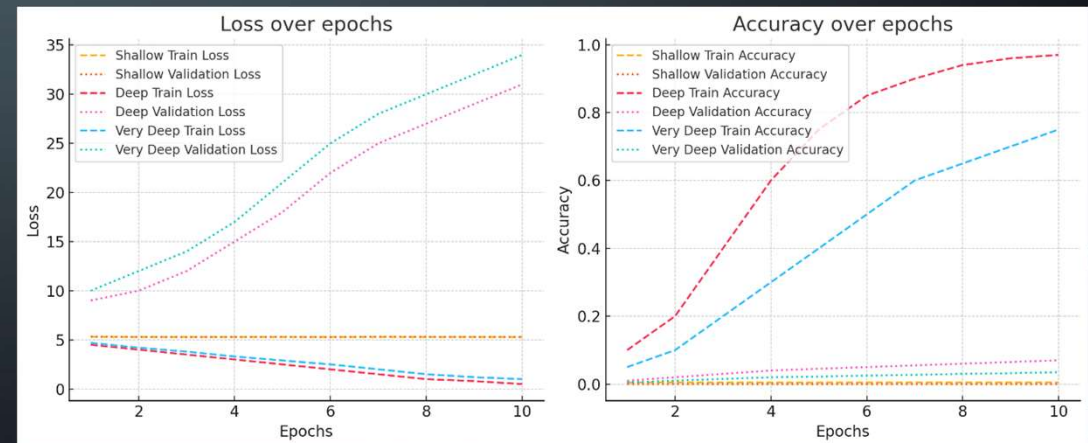 Loss over epochs
35
30
25
20
15
10
5
0
Loss
Shallow Train Loss
Shallow Validation Loss
Deep Train Loss
Deep Validation Loss
Very Deep Train Loss
Very Deep Validation Loss
2 4 6 8 10
Epochs
Accuracy over epochs
1.0
0.8
0.6
0.4
0.2
0.0
Accuracy
Shallow Train Accuracy
Shallow Validation Accuracy
Deep Train Accuracy
Deep Validation Accuracy
Very Deep Train Accuracy
Very Deep Validation Accuracy
2 4 6 8 10
Epochs